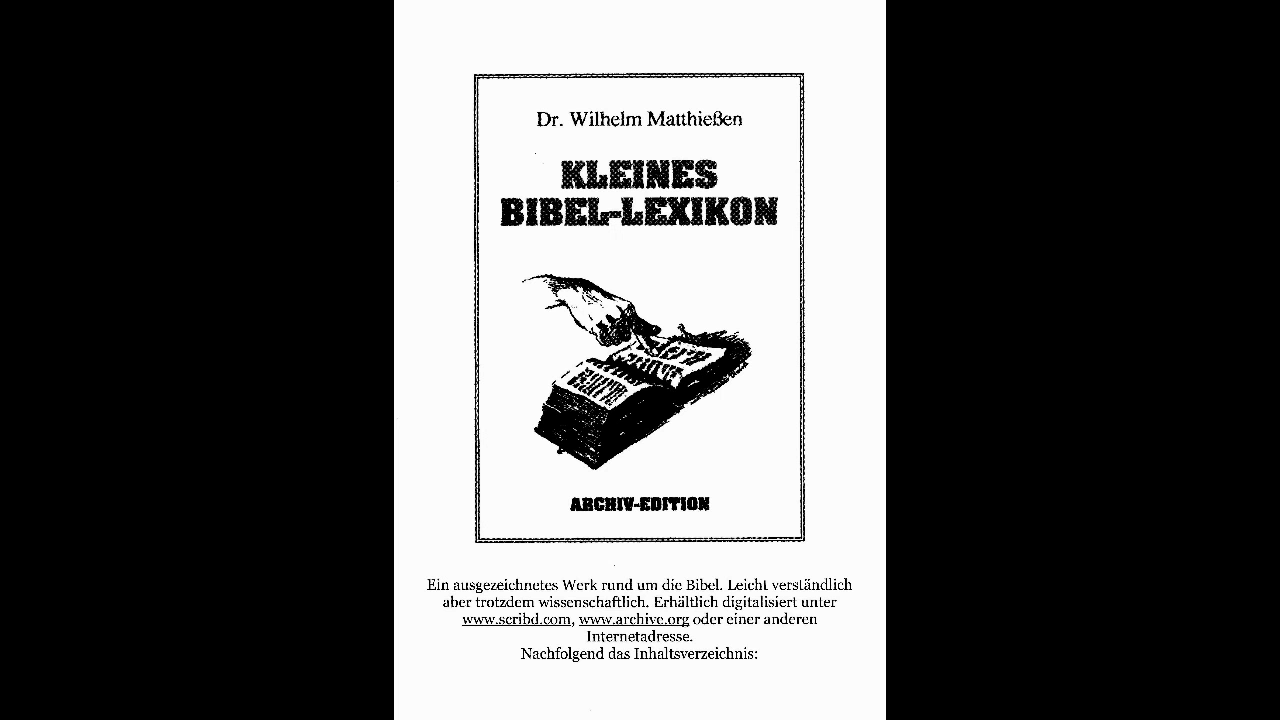 Dr. Wilhelm Matthießen
KLEINES
BIBEL-LEXIKON
ARCHIV-EDITION
Ein ausgezeichnetes Werk rund um die Bibel. Leicht verständlich
aber trotzdem wissenschaftlich. Erhältlich digitalisiert unter
www.scribd.com, www.archive.org oder einer anderen
Internetadresse.
Nachfolgend das Inhaltsverzeichnis: